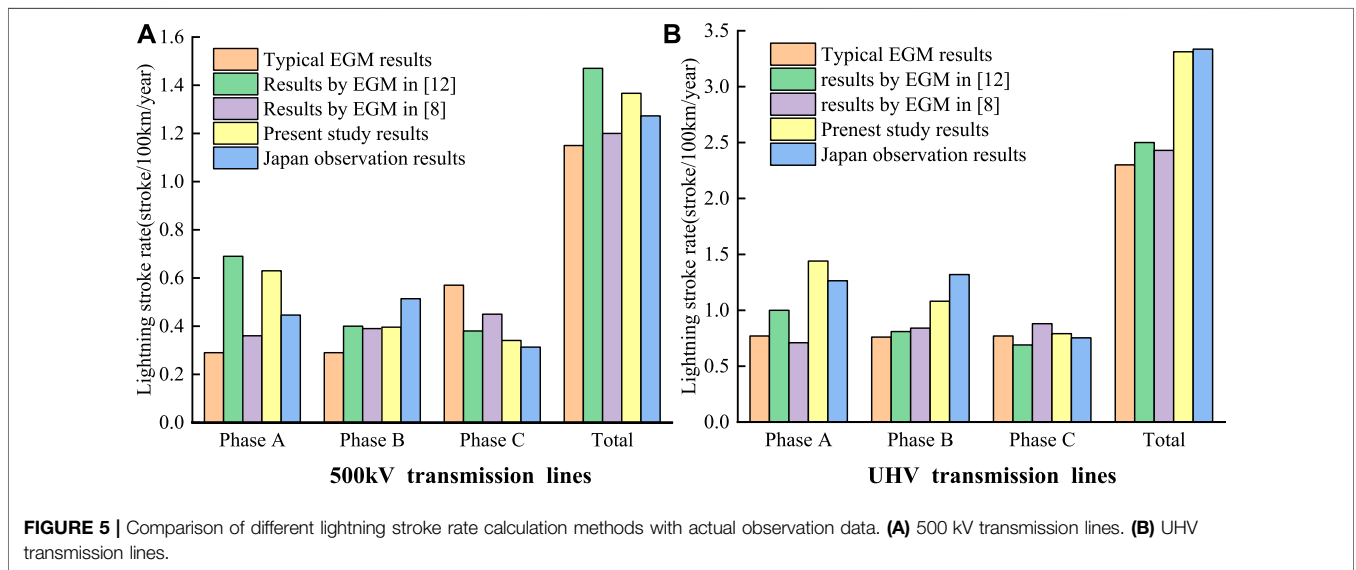 A
Lightning stroke rate(stroke/100km/year)
1.6
1.4
1.2
1.0
0.8
0.6
0.4
0.2
0.0
Typical EGM results
Results by EGM in [12]
Results by EGM in [8]
Present study results
Japan observation results
Phase A
Phase B
Phase C
Total
500kV transmission lines
B
Lightning stroke rate(stroke/100km/year)
3.5
3.0
2.5
2.0
1.5
1.0
0.5
0.0
Typical EGM results
results by EGM in [12]
results by EGM in [8]
Prenest study results
Japan observation results
Phase A
Phase B
Phase C
Total
UHV transmission lines
FIGURE 5 | Comparison of different lightning stroke rate calculation methods with actual observation data. (A) 500 kV transmission lines. (B) UHV
transmission lines.